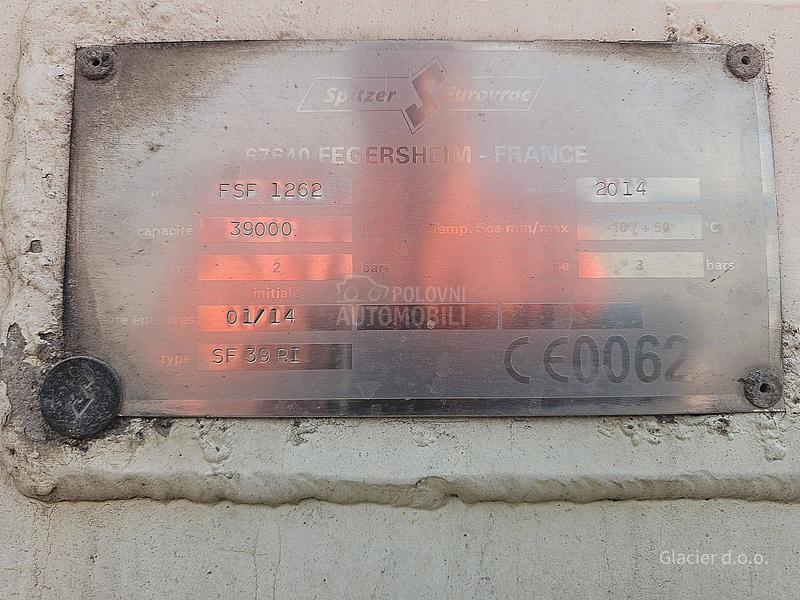 Spitzer Eurovrac
67640 FEGERSHEIM - FRANCE
FSF 1262 année 2014
capacité 39000 L Temp. Sce min/max -10 / +50 °C
2 bars 3 bars
initiale
épreuves 01/14
type SF 39 RI
CE0062
POLOVNI
AUTOMOBILI
Glacier d.o.o.